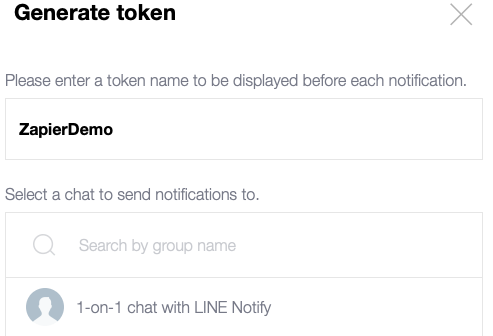 Generate token
Please enter a token name to be displayed before each notification.
ZapierDemo
Select a chat to send notifications to.
Search by group name
1-on-1 chat with LINE Notify